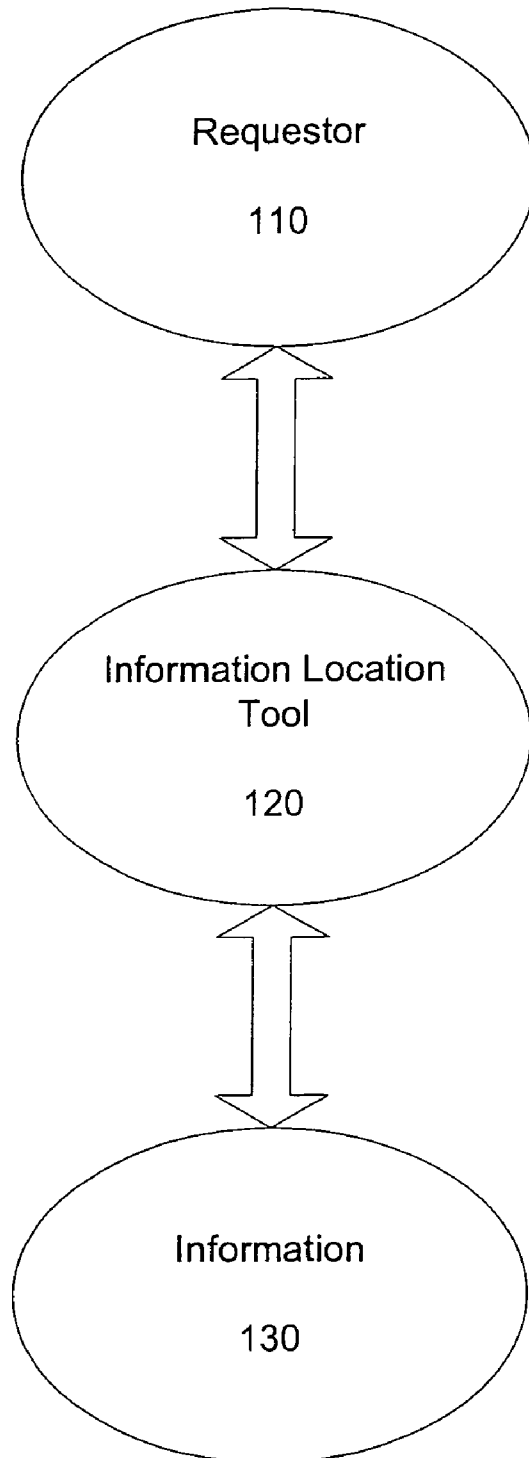 Requestor
110
Information Location
Tool
120
Information
130